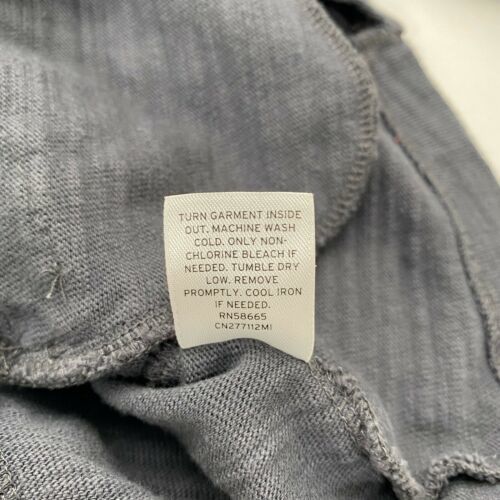 TURN GARMENT INSIDE
OUT. MACHINE WASH
COLD. ONLY NON-
CHLORINE BLEACH IF
NEEDED. TUMBLE DRY
LOW. REMOVE
PROMPTLY. COOL IRON
IF NEEDED.
RN58665
CN277112MI